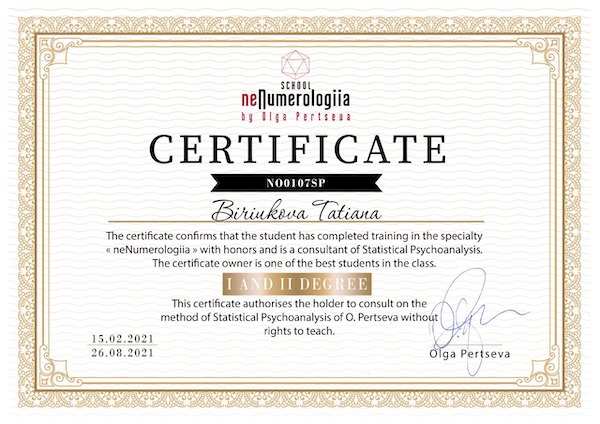 SCHOOL
neNumerologiia
by Olga Pertseva
CERTIFICATE
NO0107SP
Biriukova Tatiana
The certificate confirms that the student has completed training in the specialty
« neNumerologiia » with honors and is a consultant of Statistical Psychoanalysis.
The certificate owner is one of the best students in the class.
I AND II DEGREE
This certificate authorises the holder to consult on the
method of Statistical Psychoanalysis of O. Pertseva without
rights to teach.
15.02.2021
26.08.2021
Olga Pertseva